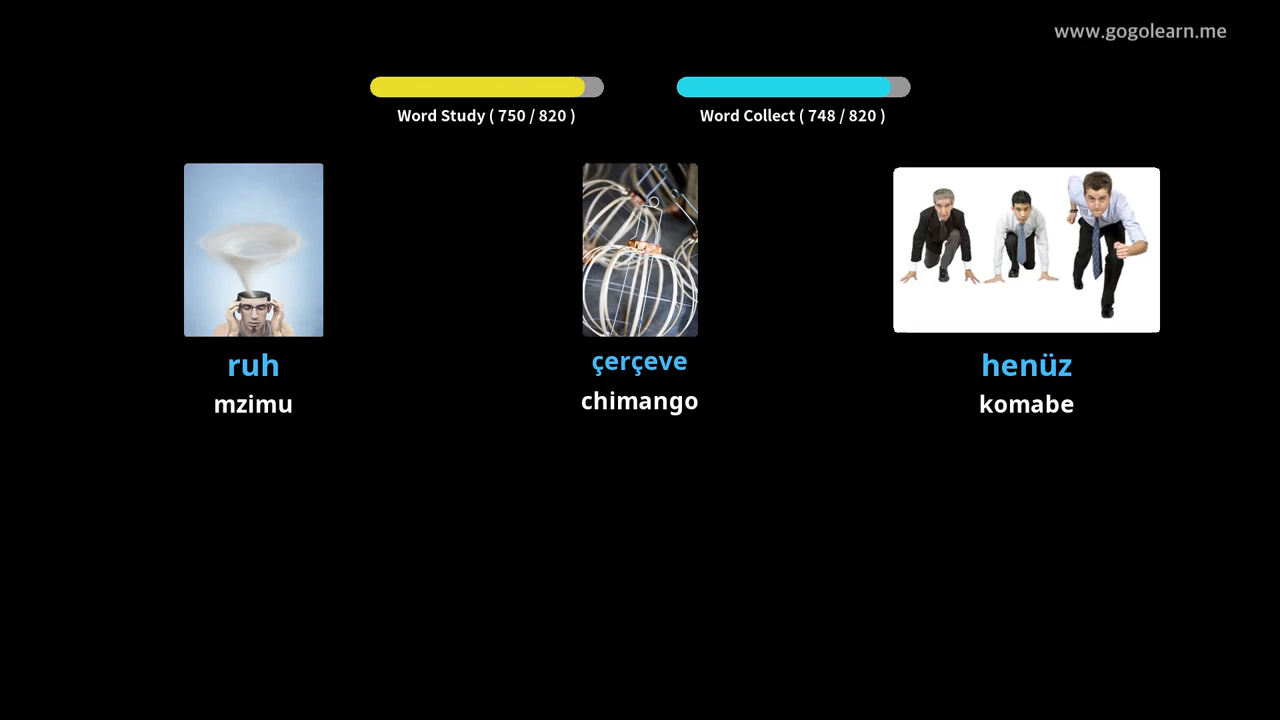 www.gogolearn.me
Word Study ( 750 / 820 )
Word Collect ( 748 / 820 )
ruh
mzimu
çerçeve
chimango
henüz
komabe